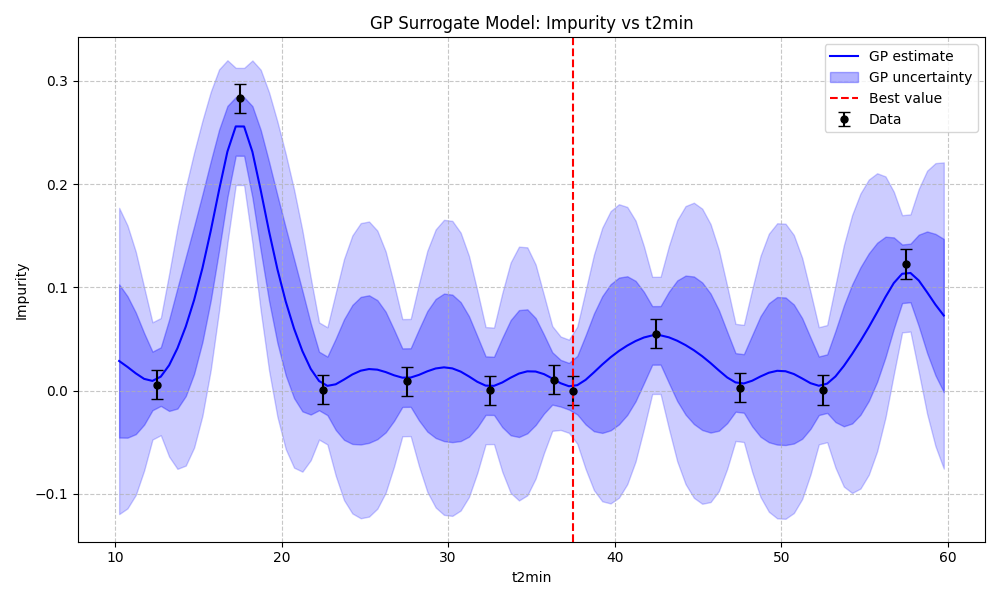 GP Surrogate Model: Impurity vs t2min
GP estimate
GP uncertainty
Best value
Data
Impurity
0.3
0.2
0.1
0.0
−0.1
10 20 30 40 50 60
t2min